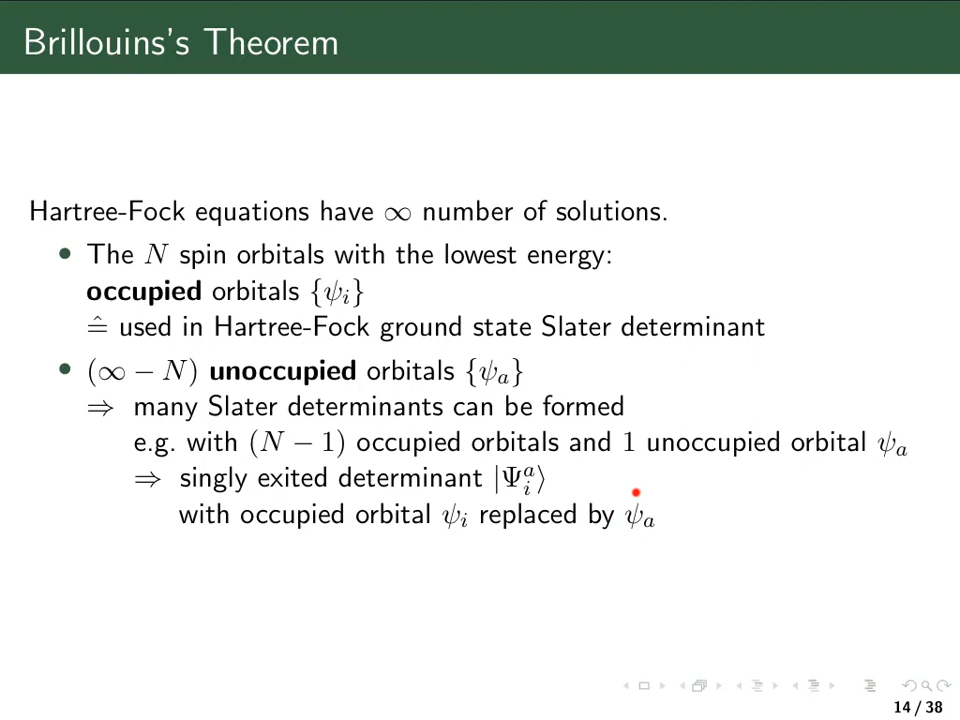 Brillouins's Theorem
Hartree-Fock equations have ∞ number of solutions.
• The N spin orbitals with the lowest energy:
occupied orbitals {ψᵢ}
≙ used in Hartree-Fock ground state Slater determinant
• (∞ − N) unoccupied orbitals {ψₐ}
⇒ many Slater determinants can be formed
e.g. with (N − 1) occupied orbitals and 1 unoccupied orbital ψₐ
⇒ singly exited determinant |Ψᵢᵃ⟩
with occupied orbital ψᵢ replaced by ψₐ
14 / 38